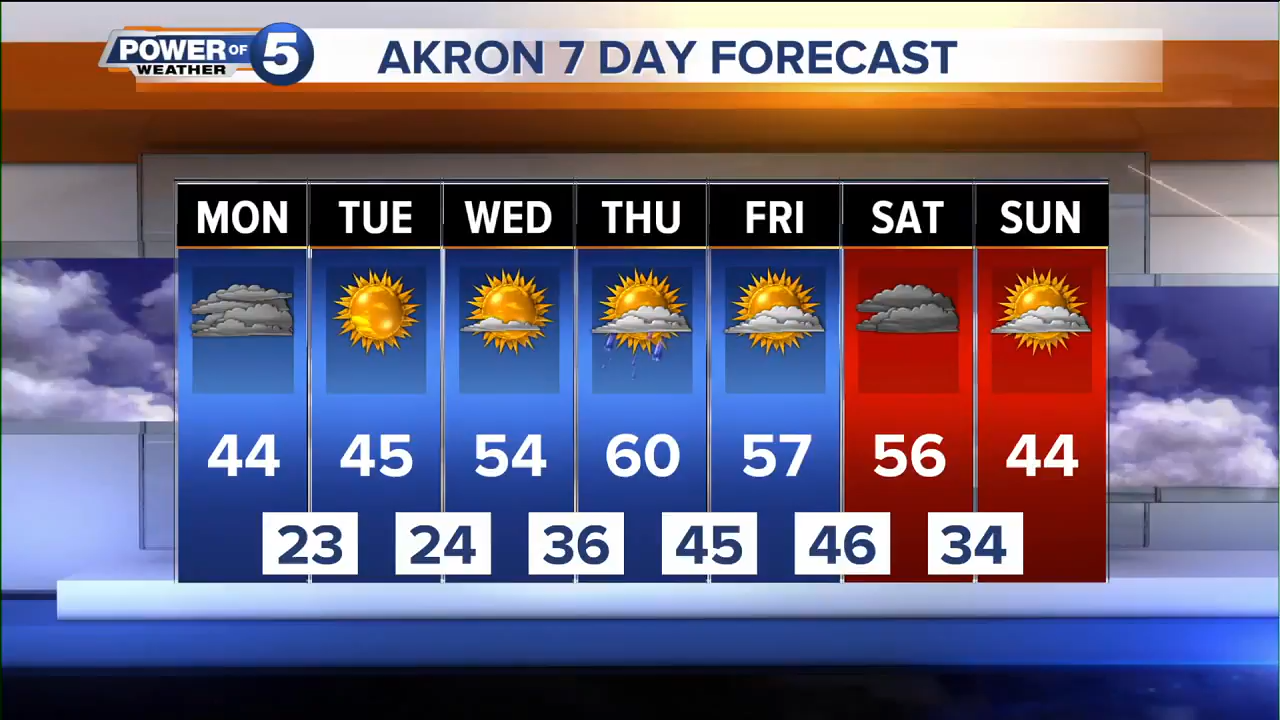 POWER OF 5
WEATHER
AKRON 7 DAY FORECAST
MON TUE WED THU FRI SAT SUN
44 45 54 60 57 56 44
23 24 36 45 46 34